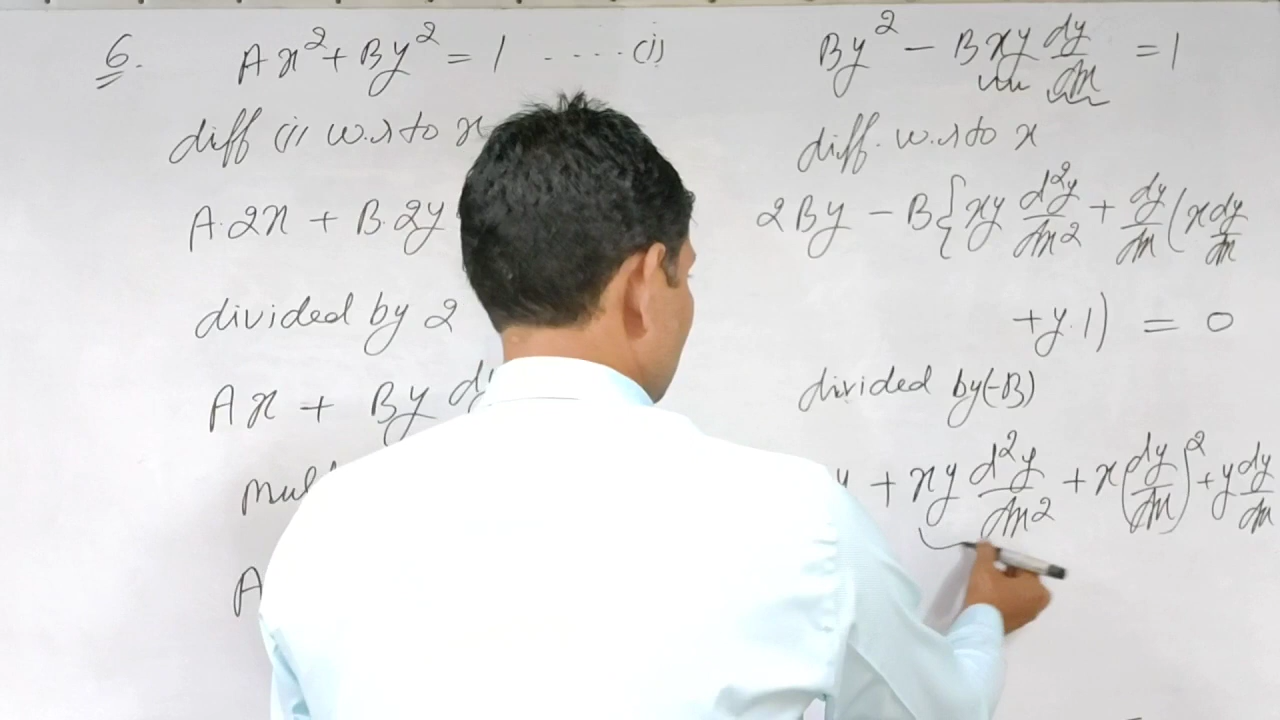 6. Ax² + By² = 1 ..... (i)
diff (i) w.r to x
A.2x + B.2y
divided by 2
Ax + By
A
By² - Bxy dy/dx = 1
diff. w.r to x
2By - B{xy d²y/dx² + dy/dx (x dy/dx
+ y.1) = 0
divided by (-B)
y + xy d²y/dx² + x(dy/dx)² + y dy/dx